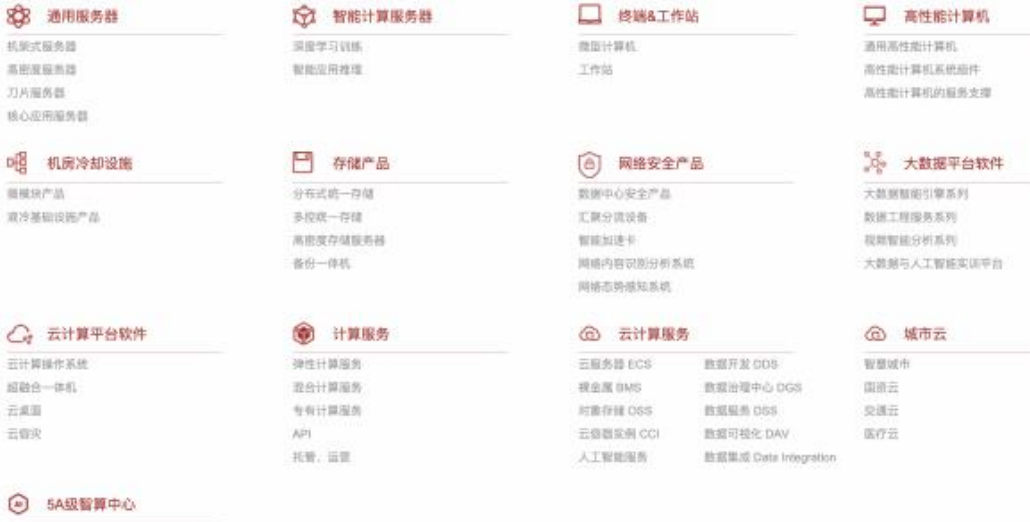 通用服务器
机架式服务器
高密度服务器
刀片服务器
核心应用服务器
智能计算服务器
深度学习训练
智能应用推理
终端&工作站
微型计算机
工作站
高性能计算机
通用高性能计算机
高性能计算机系统组件
高性能计算机的服务支撑
机房冷却设施
微模块产品
液冷基础设施产品
存储产品
分布式统一存储
多控统一存储
高密度存储服务器
备份一体机
网络安全产品
数据中心安全产品
汇聚分流设备
智能加速卡
网络内容识别分析系统
网络态势感知系统
大数据平台软件
大数据智能引擎系列
数据工程服务系列
视频智能分析系列
大数据与人工智能实训平台
云计算平台软件
云计算操作系统
超融合一体机
云桌面
云容灾
计算服务
弹性计算服务
混合计算服务
专有计算服务
API
托管、运营
云计算服务
云服务器 ECS
裸金属 BMS
对象存储 OSS
云容器实例 CCI
人工智能服务
数据开发 DDS
数据治理中心 DGS
数据服务 DSS
数据可视化 DAV
数据集成 Data Integration
城市云
智慧城市
国资云
交通云
医疗云
5A级智算中心